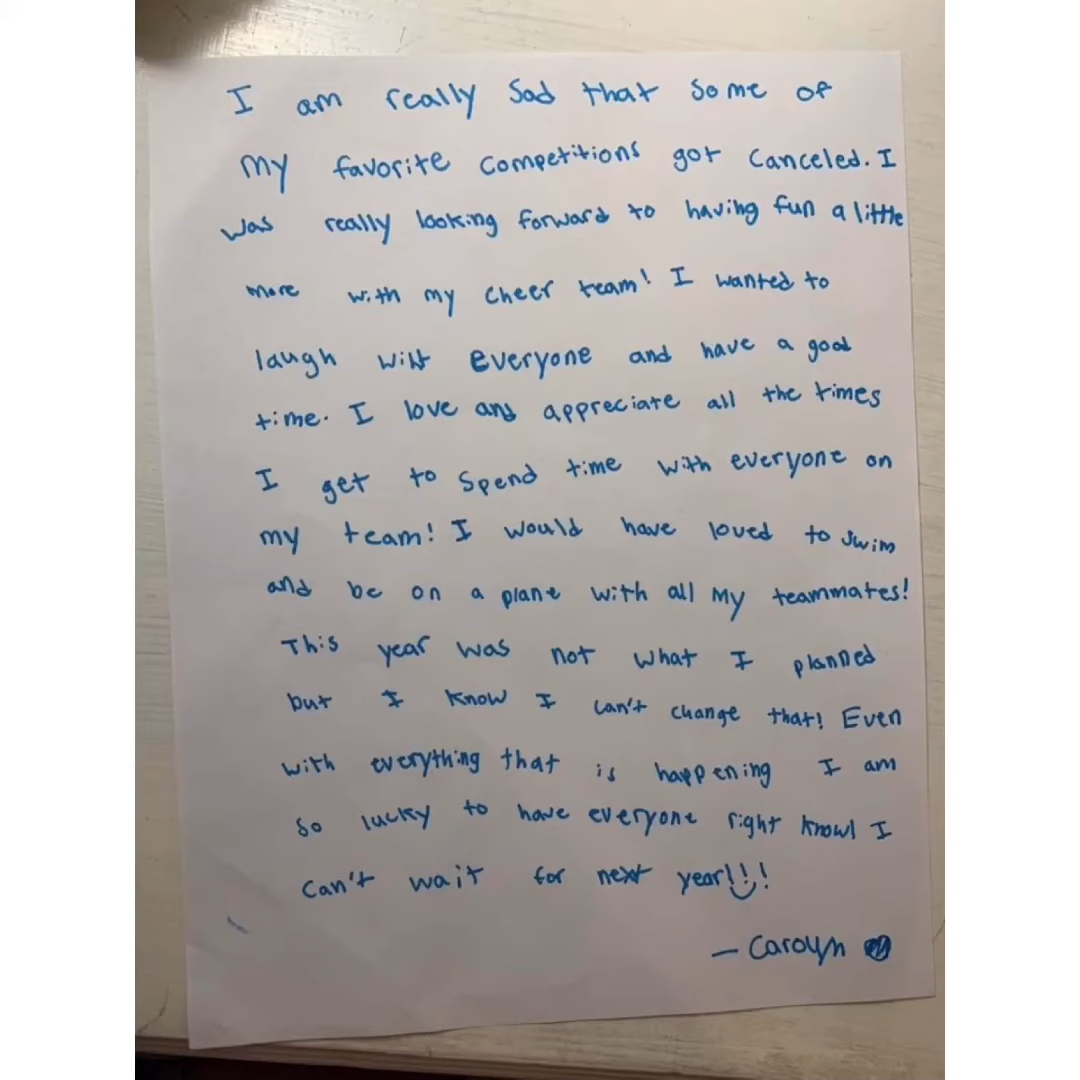 I am really sad that some of
my favorite competitions got canceled. I
was really looking forward to having fun a little
more with my cheer team! I wanted to
laugh with everyone and have a good
time. I love and appreciate all the times
I get to spend time with everyone on
my team! I would have loved to swim
and be on a plane with all my teammates!
This year was not what I planned
but I know I can't change that! Even
with everything that is happening I am
so lucky to have everyone right know! I
can't wait for next year!!!
— Carolyn